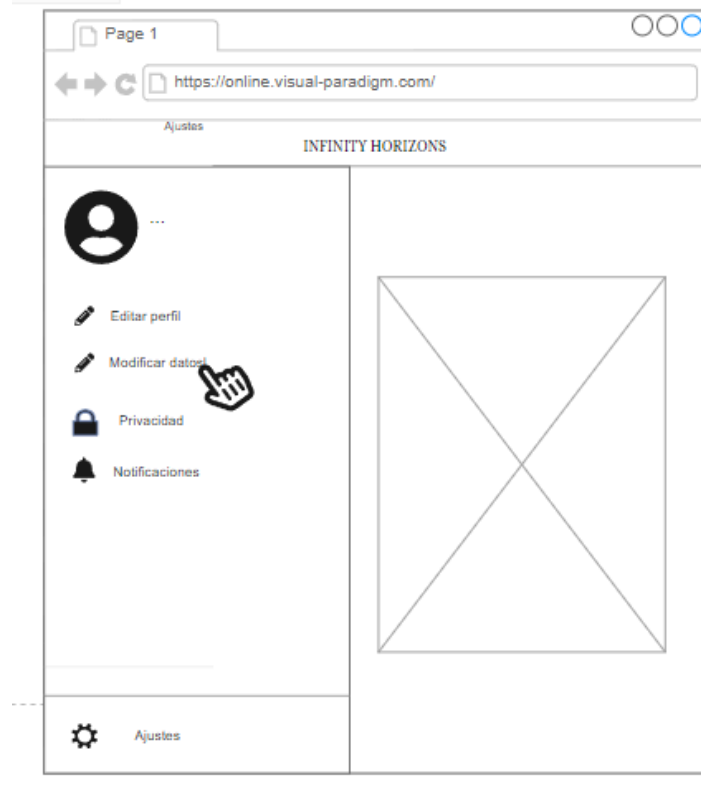 Page 1
https://online.visual-paradigm.com/
Ajustes
INFINITY HORIZONS
...
Editar perfil
Modificar datos
Privacidad
Notificaciones
Ajustes